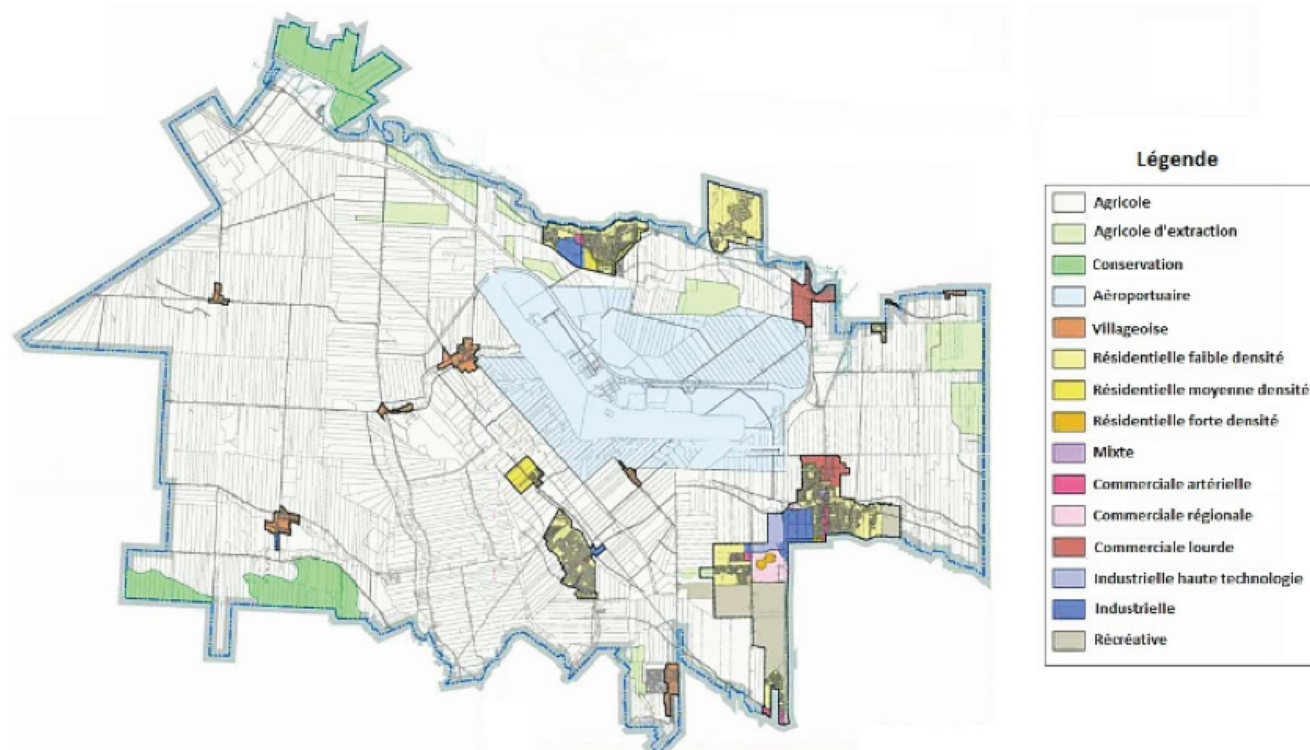 Légende
Agricole
Agricole d'extraction
Conservation
Aéroportuaire
Villageoise
Résidentielle faible densité
Résidentielle moyenne densité
Résidentielle forte densité
Mixte
Commerciale artérielle
Commerciale régionale
Commerciale lourde
Industrielle haute technologie
Industrielle
Récréative